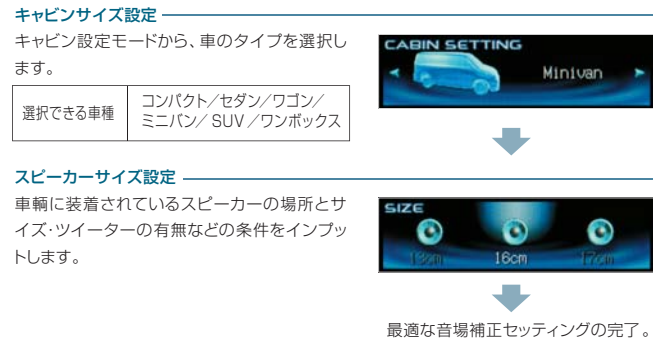 キャビンサイズ設定
キャビン設定モードから、車のタイプを選択し
ます。
選択できる車種
コンパクト／セダン／ワゴン／
ミニバン／SUV／ワンボックス
CABIN SETTING
Minivan
スピーカーサイズ設定
車輌に装着されているスピーカーの場所とサ
イズ・ツイーターの有無などの条件をインプッ
トします。
SIZE
13cm 16cm 17cm
最適な音場補正セッティングの完了。